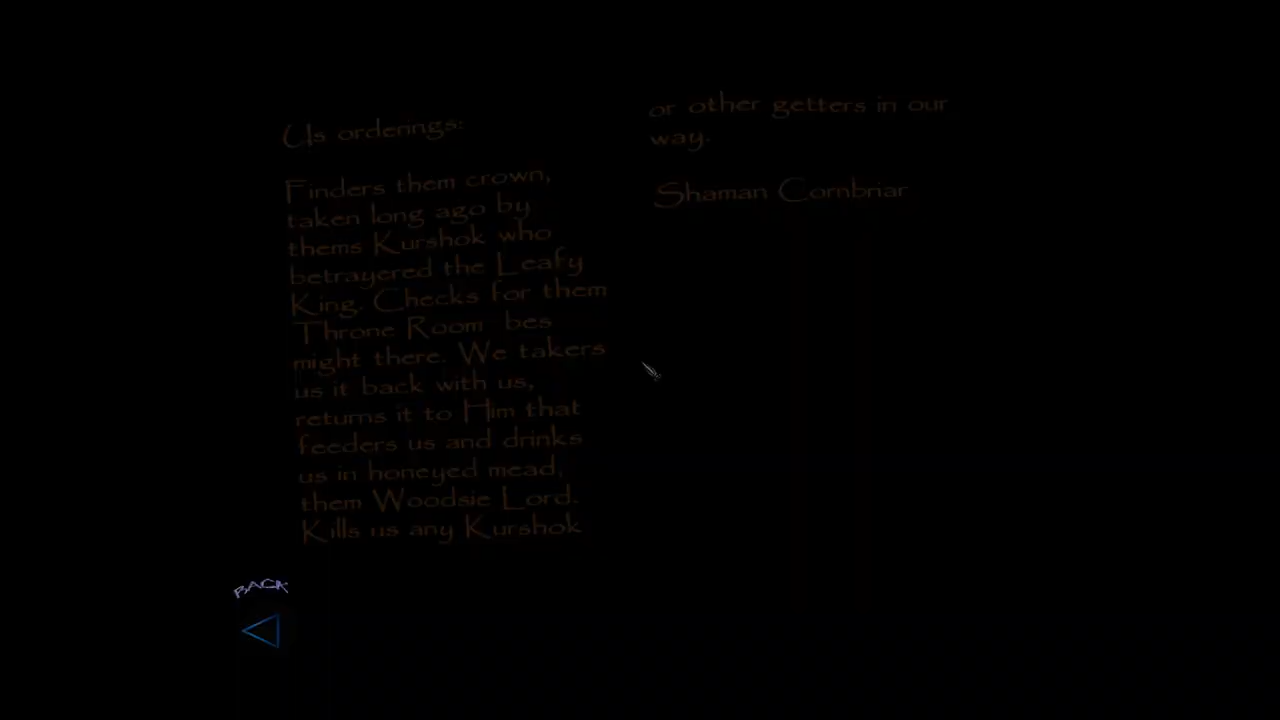 Us orderings:
Finders them crown,
taken long ago by
thems Kurshok who
betrayered the Leafy
King. Checks for them
Throne Room bes
might there. We takers
us it back with us,
returns it to Him that
feeders us and drinks
us in honeyed mead,
them Woodsie Lord.
Kills us any Kurshok
or other getters in our
way.
Shaman Cornbriar
BACK